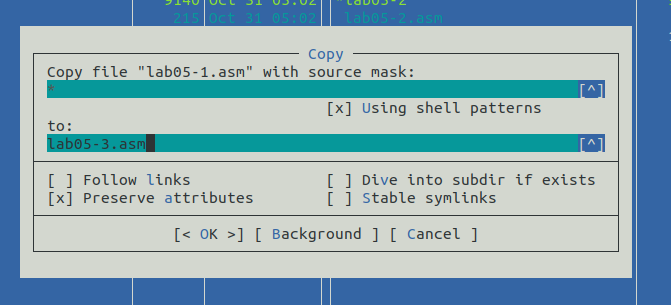 9140 Oct 31 05:02 *lab05-2
215 Oct 31 05:02 lab05-2.asm
Copy
Copy file "lab05-1.asm" with source mask:
* [^]
[x] Using shell patterns
to:
lab05-3.asm [^]
[ ] Follow links [ ] Dive into subdir if exists
[x] Preserve attributes [ ] Stable symlinks
[< OK >] [ Background ] [ Cancel ]